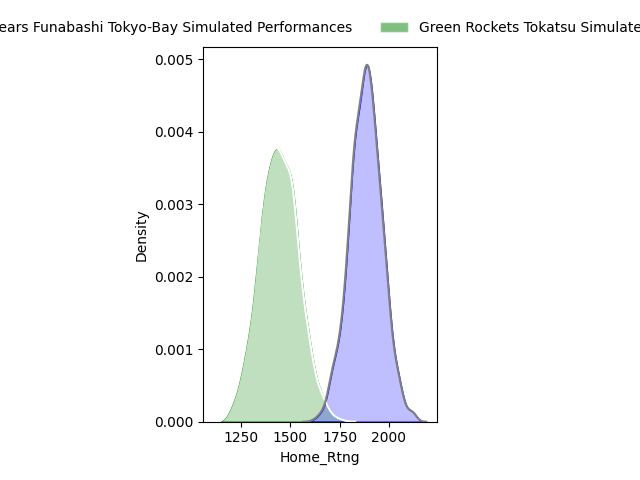 ears Funabashi Tokyo-Bay Simulated Performances Green Rockets Tokatsu Simulate
0.005
0.004
0.003
0.002
0.001
0.000
Density
1250 1500 1750 2000
Home_Rtng